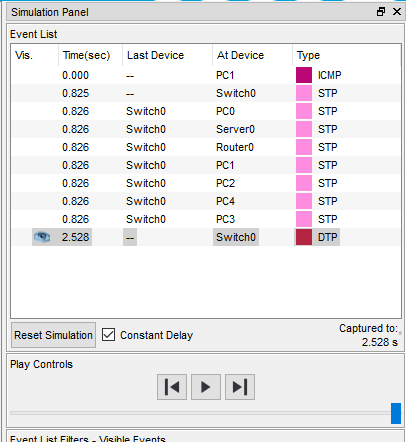 Simulation Panel
Event List
Vis. Time(sec) Last Device At Device Type
0.000 -- PC1 ICMP
0.825 -- Switch0 STP
0.826 Switch0 PC0 STP
0.826 Switch0 Server0 STP
0.826 Switch0 Router0 STP
0.826 Switch0 PC1 STP
0.826 Switch0 PC2 STP
0.826 Switch0 PC4 STP
0.826 Switch0 PC3 STP
2.528 -- Switch0 DTP
Reset Simulation Constant Delay Captured to:
2.528 s
Play Controls
Event List Filters - Visible Events